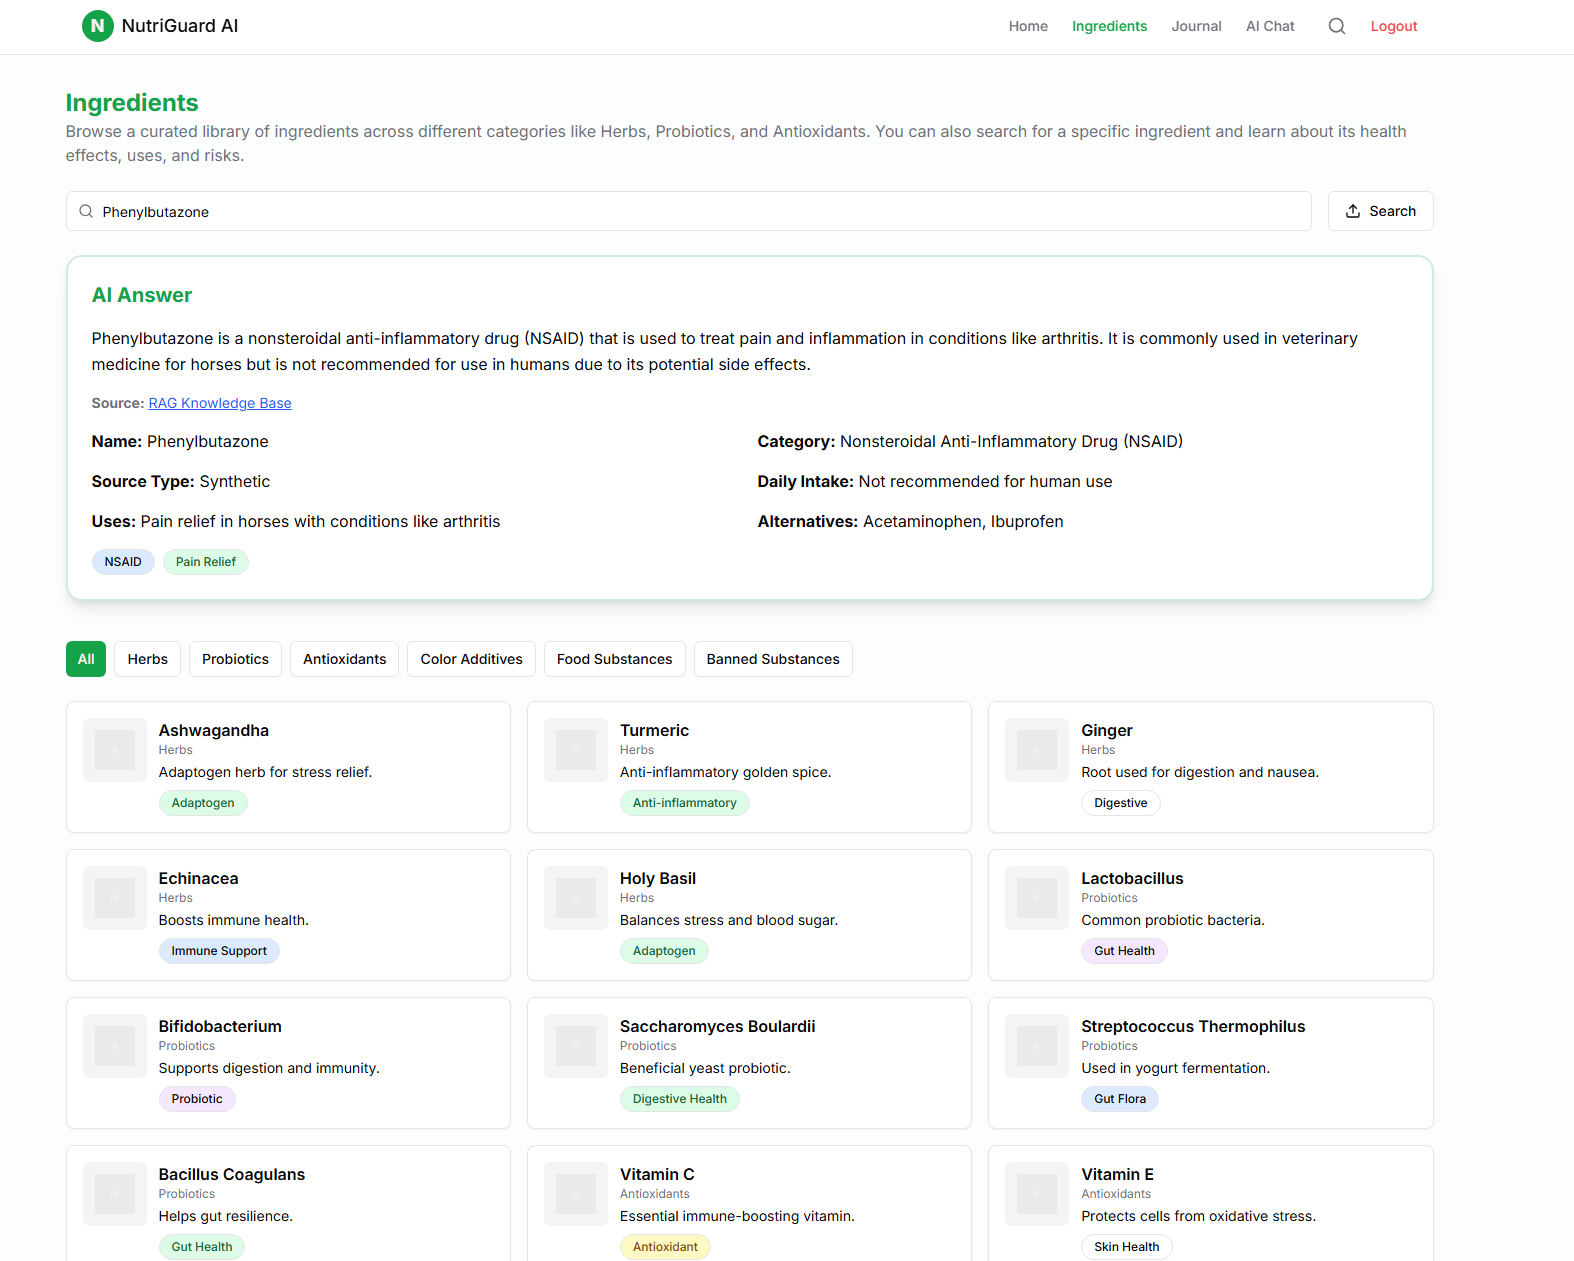 N NutriGuard AI
Home Ingredients Journal AI Chat Logout
Ingredients
Browse a curated library of ingredients across different categories like Herbs, Probiotics, and Antioxidants. You can also search for a specific ingredient and learn about its health
effects, uses, and risks.
Phenylbutazone
Search
AI Answer
Phenylbutazone is a nonsteroidal anti-inflammatory drug (NSAID) that is used to treat pain and inflammation in conditions like arthritis. It is commonly used in veterinary
medicine for horses but is not recommended for use in humans due to its potential side effects.
Source: RAG Knowledge Base
Name: Phenylbutazone
Category: Nonsteroidal Anti-Inflammatory Drug (NSAID)
Source Type: Synthetic
Daily Intake: Not recommended for human use
Uses: Pain relief in horses with conditions like arthritis
Alternatives: Acetaminophen, Ibuprofen
NSAID Pain Relief
All Herbs Probiotics Antioxidants Color Additives Food Substances Banned Substances
Ashwagandha
Herbs
Adaptogen herb for stress relief.
Adaptogen
Turmeric
Herbs
Anti-inflammatory golden spice.
Anti-inflammatory
Ginger
Herbs
Root used for digestion and nausea.
Digestive
Echinacea
Herbs
Boosts immune health.
Immune Support
Holy Basil
Herbs
Balances stress and blood sugar.
Adaptogen
Lactobacillus
Probiotics
Common probiotic bacteria.
Gut Health
Bifidobacterium
Probiotics
Supports digestion and immunity.
Probiotic
Saccharomyces Boulardii
Probiotics
Beneficial yeast probiotic.
Digestive Health
Streptococcus Thermophilus
Probiotics
Used in yogurt fermentation.
Gut Flora
Bacillus Coagulans
Probiotics
Helps gut resilience.
Gut Health
Vitamin C
Antioxidants
Essential immune-boosting vitamin.
Antioxidant
Vitamin E
Antioxidants
Protects cells from oxidative stress.
Skin Health